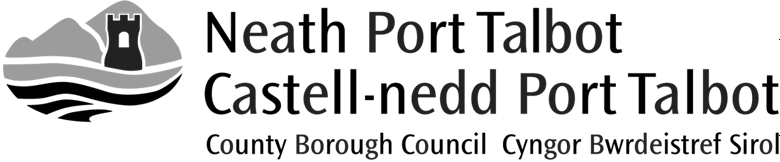 Neath Port Talbot
Castell-nedd Port Talbot
County Borough Council Cyngor Bwrdeistref Sirol